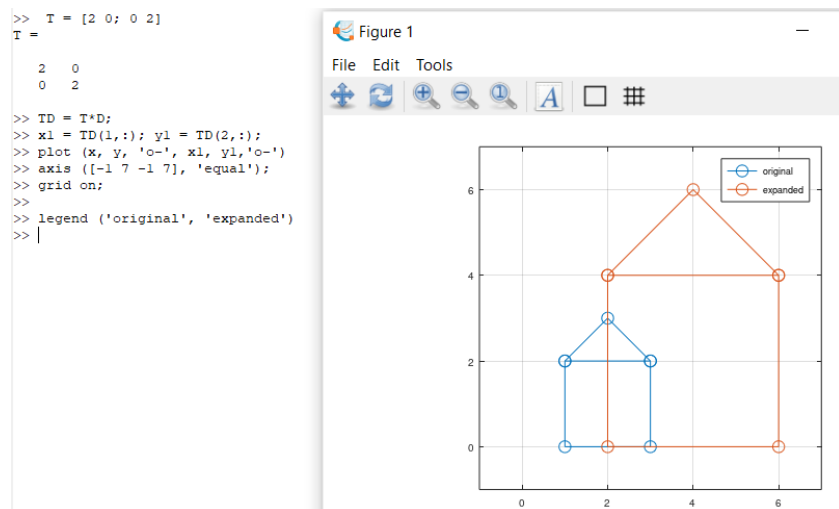 >>  T = [2 0; 0 2]
T =
2   0
0   2
>> TD = T*D;
>> x1 = TD(1,:); y1 = TD(2,:);
>> plot (x, y, 'o-', x1, y1,'o-')
>> axis ([-1 7 -1 7], 'equal');
>> grid on;
>>
>> legend ('original', 'expanded')
>>
Figure 1
File Edit Tools
A
original
expanded
6
4
2
0
0 2 4 6